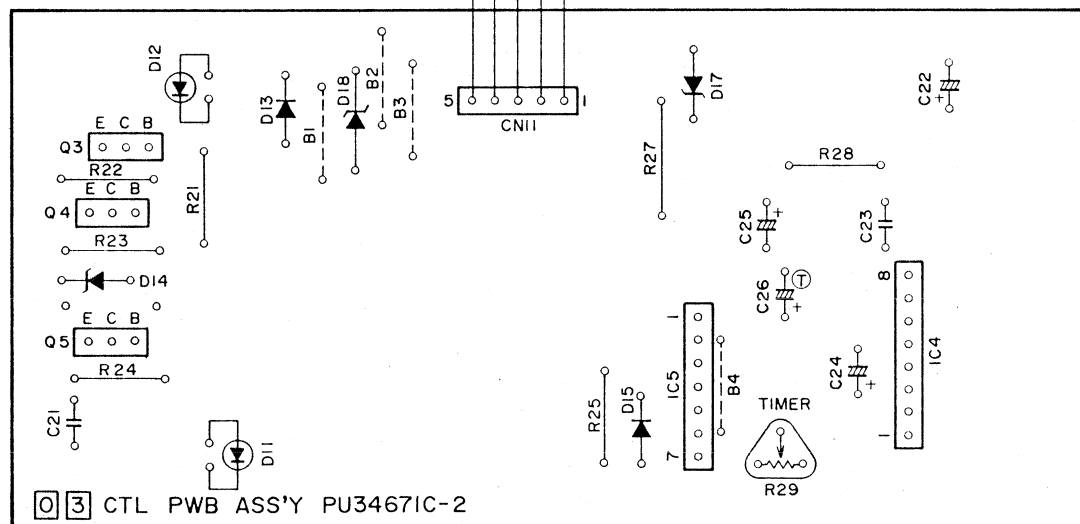 D12
D13
B1
D18
B2
B3
5 1
CN11
D17
C22
+
E C B
Q3
R22
R21
R27
R28
E C B
Q4
R23
C25
+
C23
D14
C26
T
+
8
E C B
Q5
1
IC5
7
B4
IC4
1
R24
C24
+
R25
D15
TIMER
C21
D11
R29
0 3 CTL PWB ASS'Y PU34671C-2